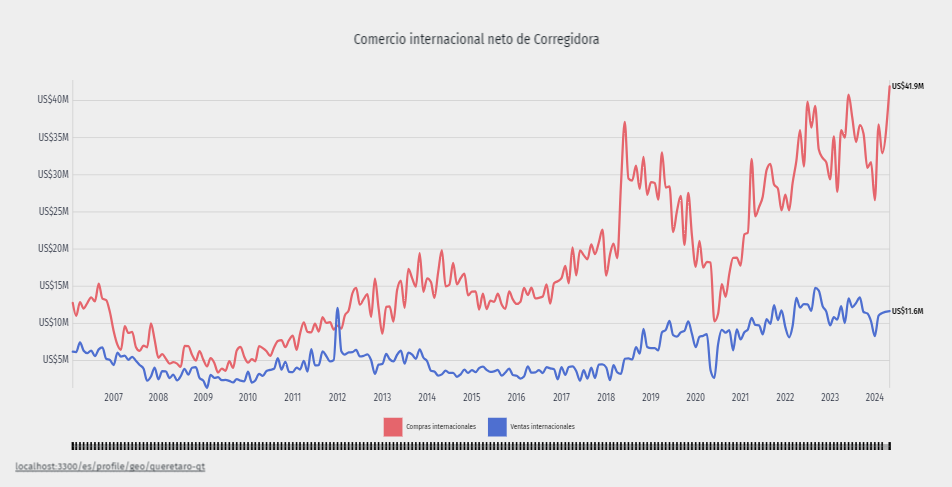 Comercio internacional neto de Corregidora
US$40M
US$35M
US$30M
US$25M
US$20M
US$15M
US$10M
US$5M
US$41.9M
US$11.6M
2007 2008 2009 2010 2011 2012 2013 2014 2015 2016 2017 2018 2019 2020 2021 2022 2023 2024
Compras internacionales Ventas internacionales
localhost:3300/es/profile/geo/queretaro-qt